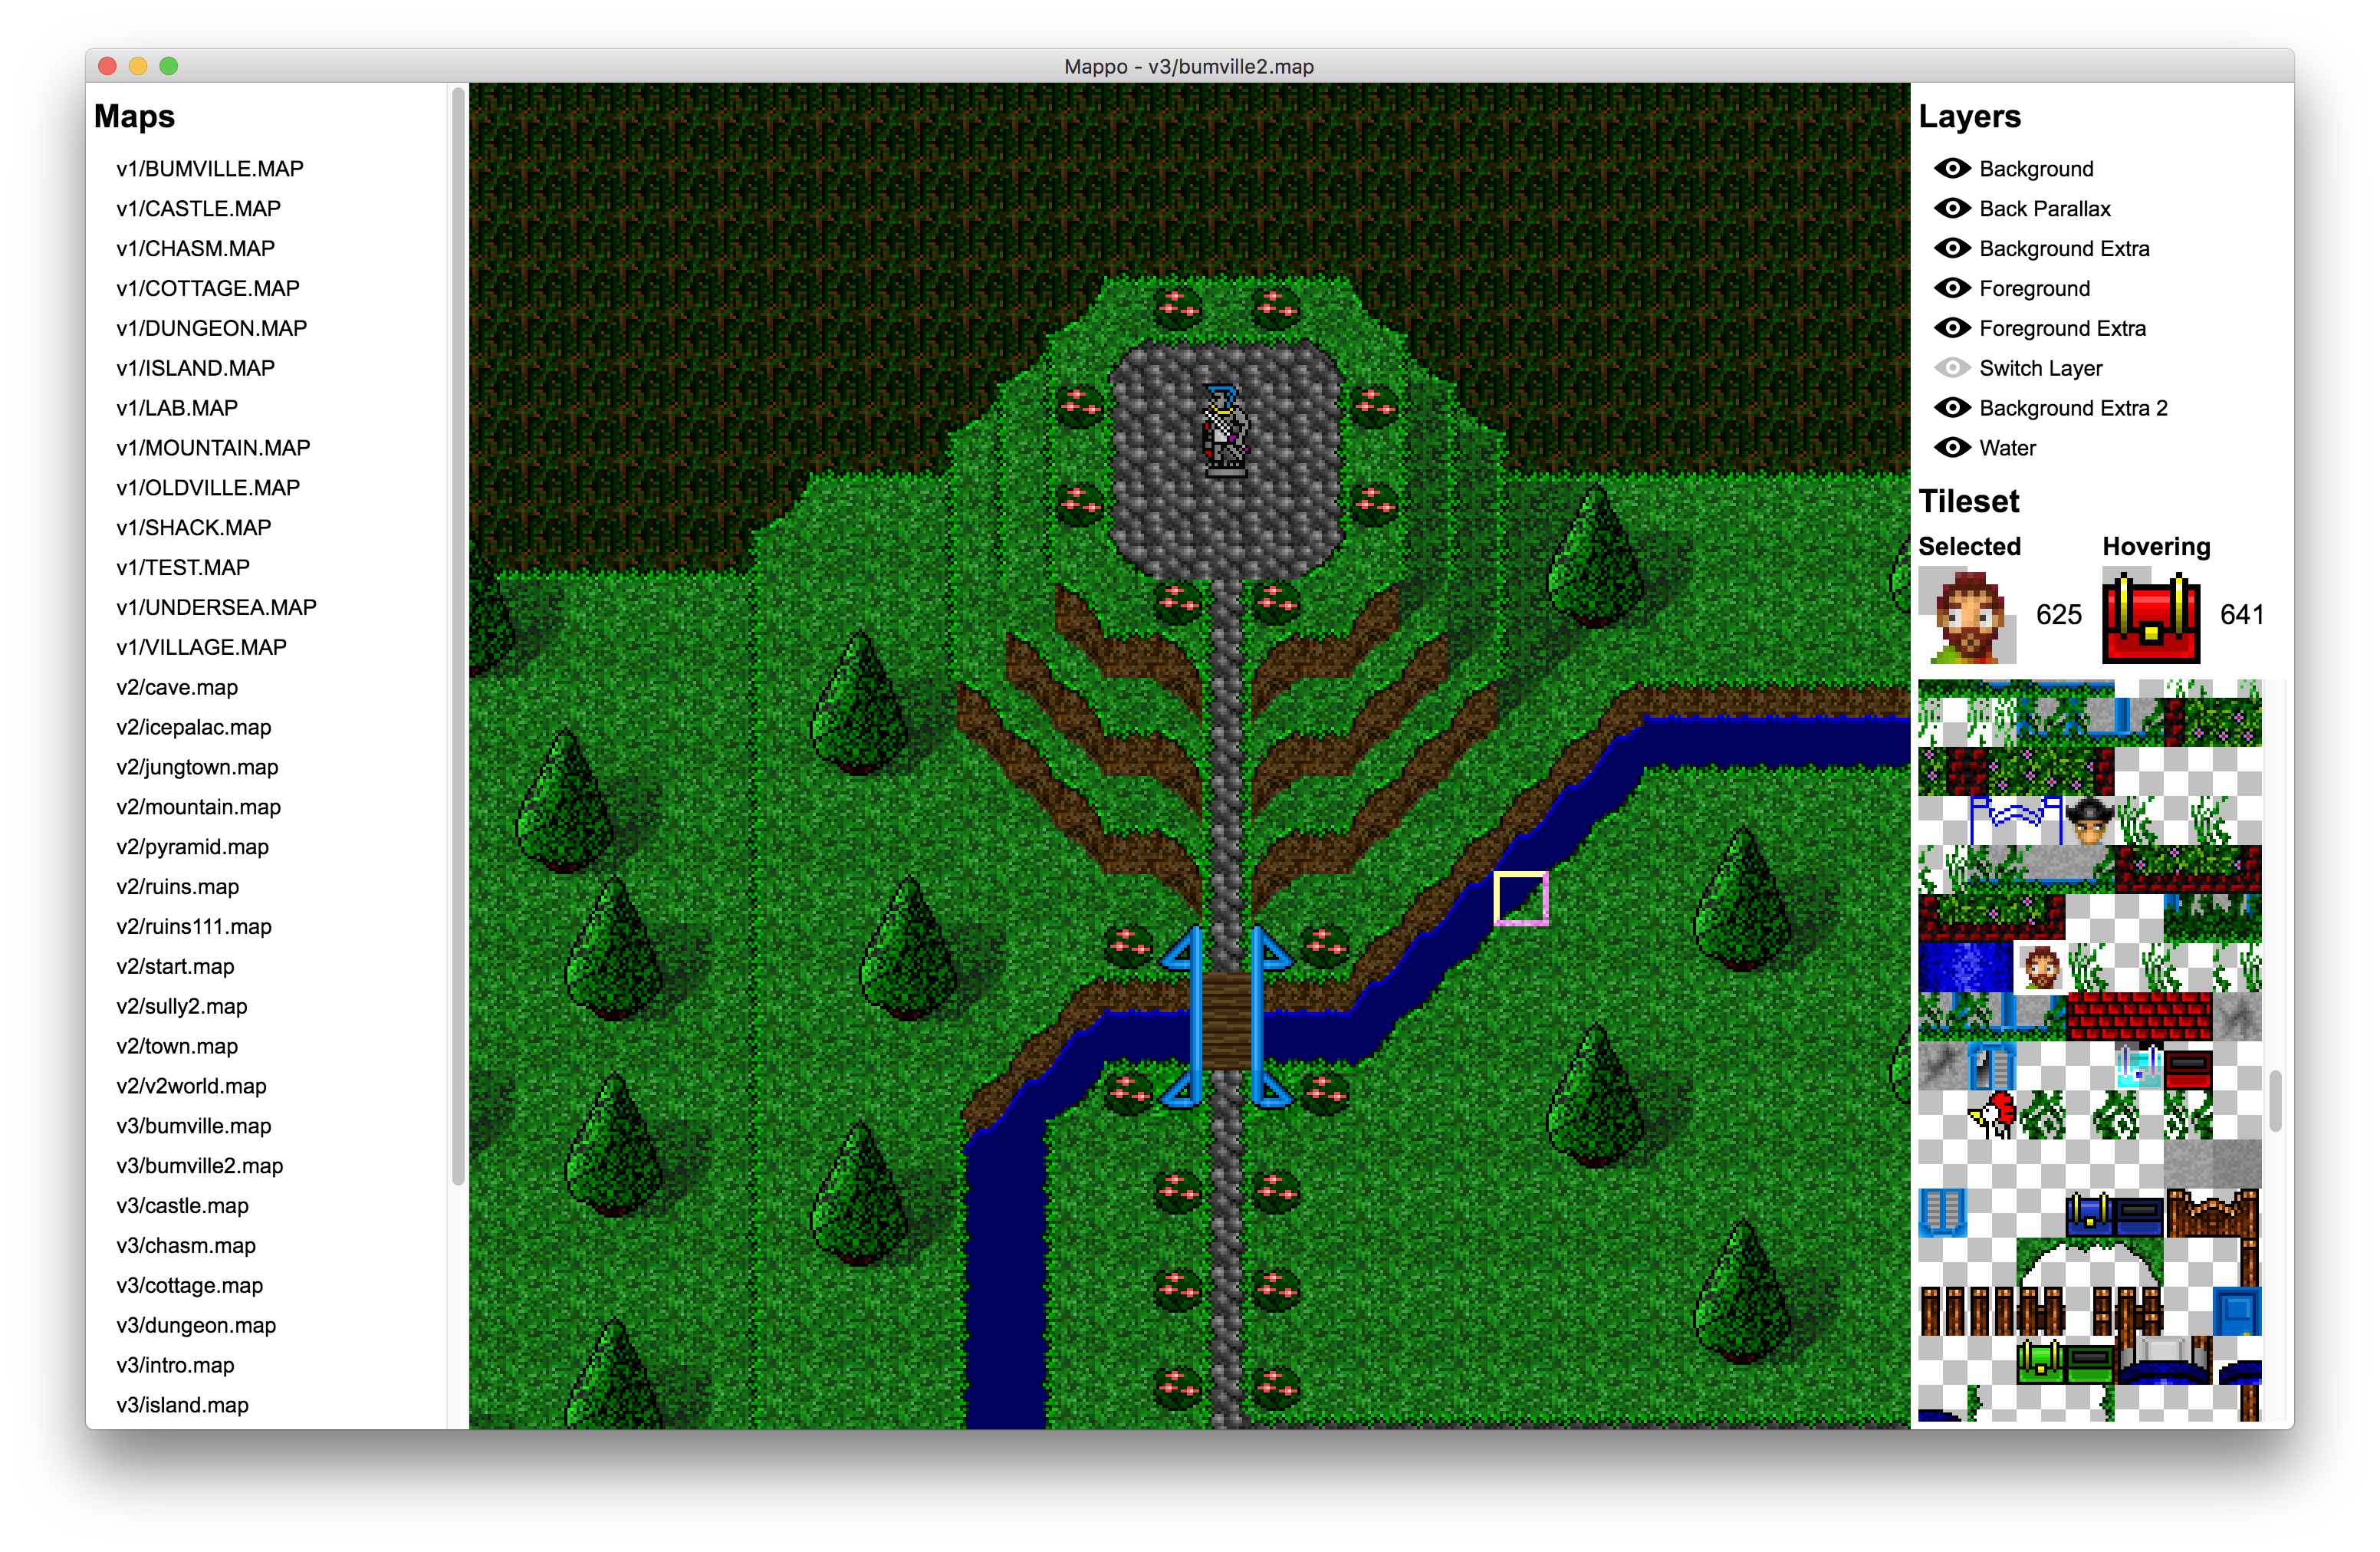 Mappo - v3/bumville2.map
Maps
v1/BUMVILLE.MAP
v1/CASTLE.MAP
v1/CHASM.MAP
v1/COTTAGE.MAP
v1/DUNGEON.MAP
v1/ISLAND.MAP
v1/LAB.MAP
v1/MOUNTAIN.MAP
v1/OLDVILLE.MAP
v1/SHACK.MAP
v1/TEST.MAP
v1/UNDERSEA.MAP
v1/VILLAGE.MAP
v2/cave.map
v2/icepalac.map
v2/jungtown.map
v2/mountain.map
v2/pyramid.map
v2/ruins.map
v2/ruins111.map
v2/start.map
v2/sully2.map
v2/town.map
v2/v2world.map
v3/bumville.map
v3/bumville2.map
v3/castle.map
v3/chasm.map
v3/cottage.map
v3/dungeon.map
v3/intro.map
v3/island.map
Layers
Background
Back Parallax
Background Extra
Foreground
Foreground Extra
Switch Layer
Background Extra 2
Water
Tileset
Selected Hovering
625 641